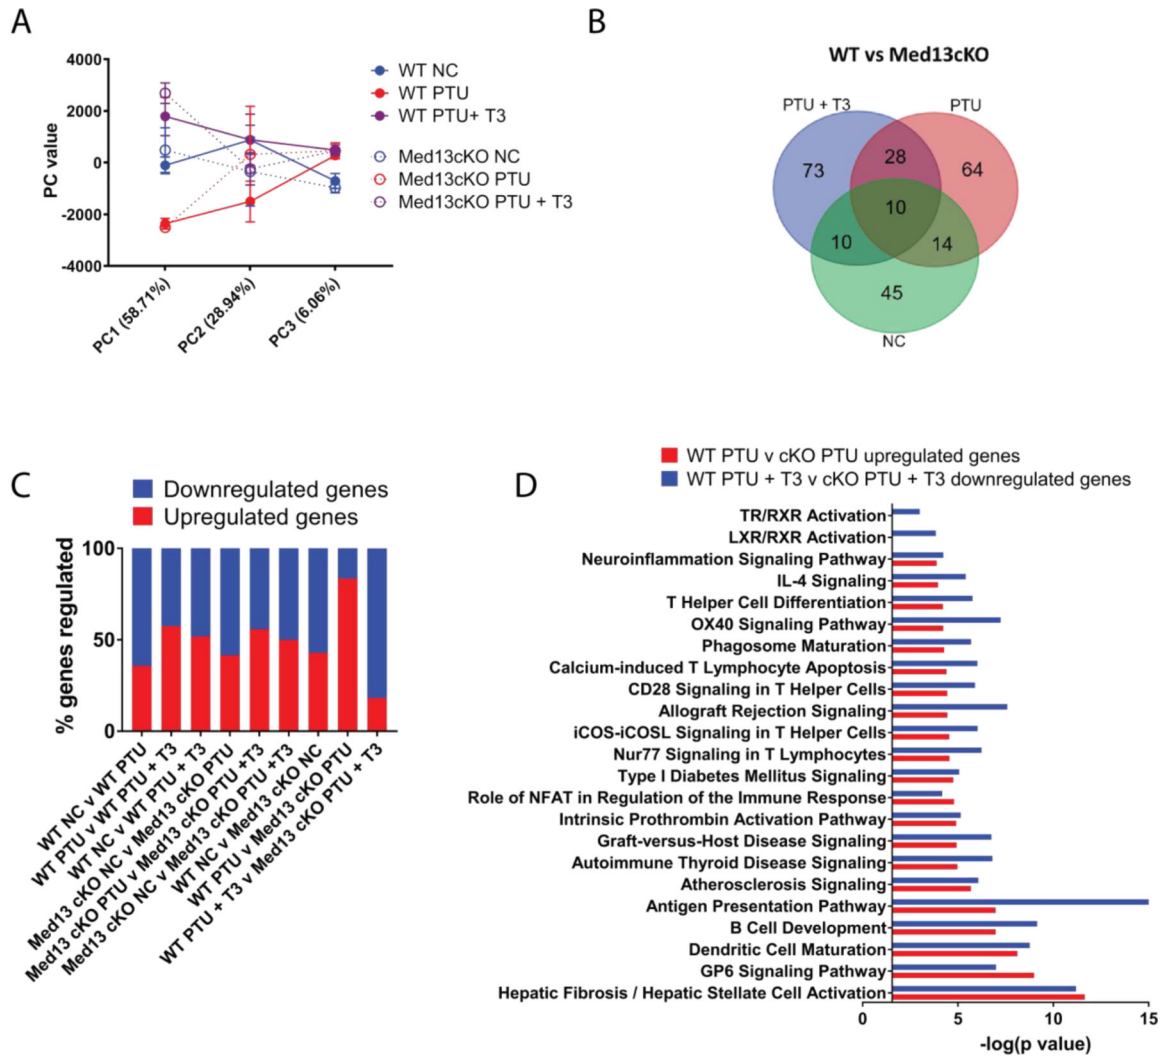 A
4000
2000
0
-2000
-4000
PC value
PC1 (58.71%)
PC2 (28.94%)
PC3 (6.06%)
WT NC
WT PTU
WT PTU+ T3
Med13cKO NC
Med13cKO PTU
Med13cKO PTU + T3
B
WT vs Med13cKO
PTU + T3
PTU
73
28
64
10
10
14
45
NC
C
Downregulated genes
Upregulated genes
% genes regulated
100
50
0
WT NC v WT PTU
WT PTU v WT PTU + T3
WT NC v WT PTU + T3
Med13 cKO NC v Med13 cKO PTU
Med13 cKO PTU v Med13 cKO PTU +T3
Med13 cKO NC v Med13 cKO PTU + T3
WT NC v Med13 cKO NC
WT PTU v Med13 cKO PTU
WT PTU + T3 v Med13 cKO PTU + T3
D
WT PTU v cKO PTU upregulated genes
WT PTU + T3 v cKO PTU + T3 downregulated genes
TR/RXR Activation
LXR/RXR Activation
Neuroinflammation Signaling Pathway
IL-4 Signaling
T Helper Cell Differentiation
OX40 Signaling Pathway
Phagosome Maturation
Calcium-induced T Lymphocyte Apoptosis
CD28 Signaling in T Helper Cells
Allograft Rejection Signaling
iCOS-iCOSL Signaling in T Helper Cells
Nur77 Signaling in T Lymphocytes
Type I Diabetes Mellitus Signaling
Role of NFAT in Regulation of the Immune Response
Intrinsic Prothrombin Activation Pathway
Graft-versus-Host Disease Signaling
Autoimmune Thyroid Disease Signaling
Atherosclerosis Signaling
Antigen Presentation Pathway
B Cell Development
Dendritic Cell Maturation
GP6 Signaling Pathway
Hepatic Fibrosis / Hepatic Stellate Cell Activation
0
5
10
15
-log(p value)